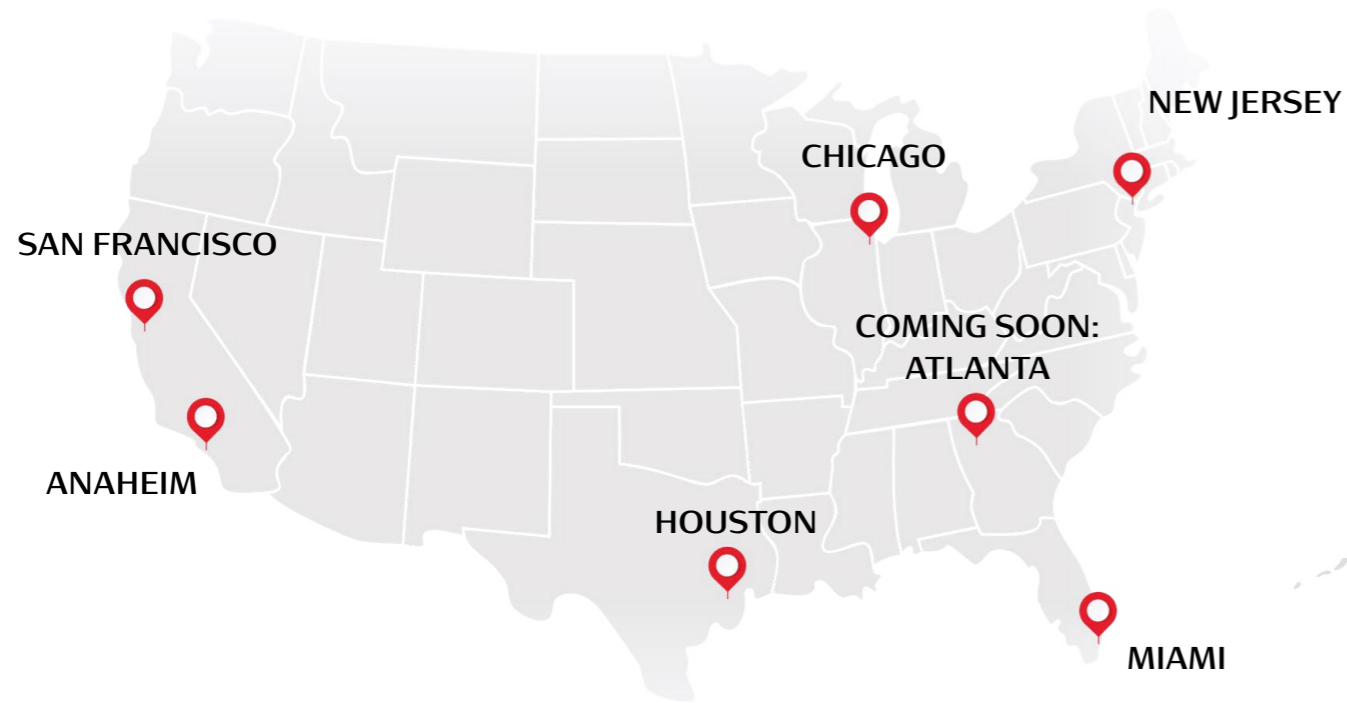 NEW JERSEY
CHICAGO
SAN FRANCISCO
COMING SOON:
ATLANTA
ANAHEIM
HOUSTON
MIAMI